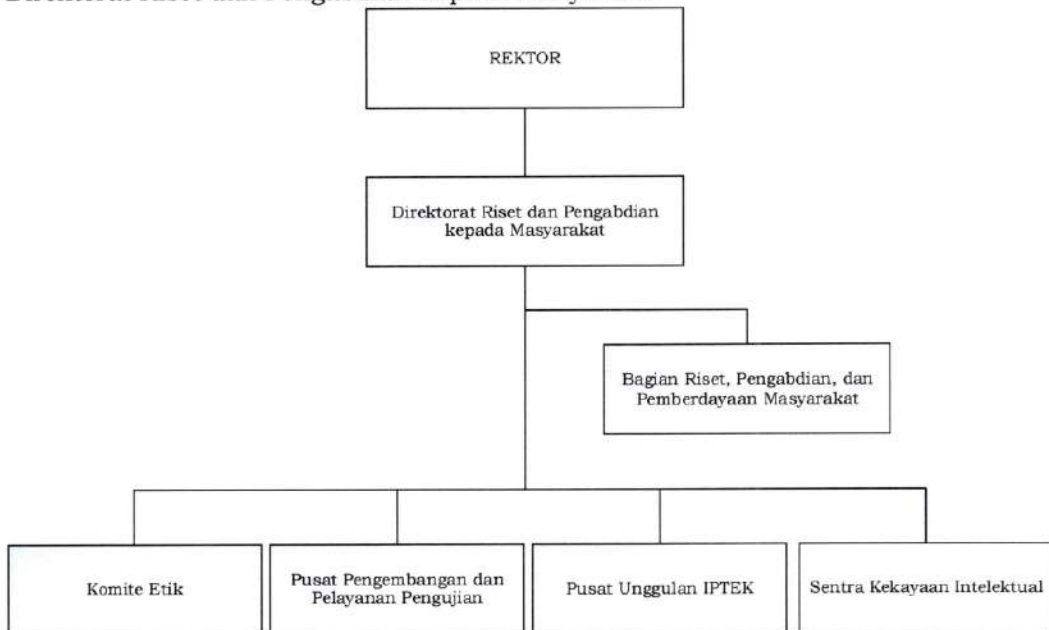 REKTOR
Direktorat Riset dan Pengabdian
kepada Masyarakat
Bagian Riset, Pengabdian, dan
Pemberdayaan Masyarakat
Komite Etik
Pusat Pengembangan dan
Pelayanan Pengujian
Pusat Unggulan IPTEK
Sentra Kekayaan Intelektual